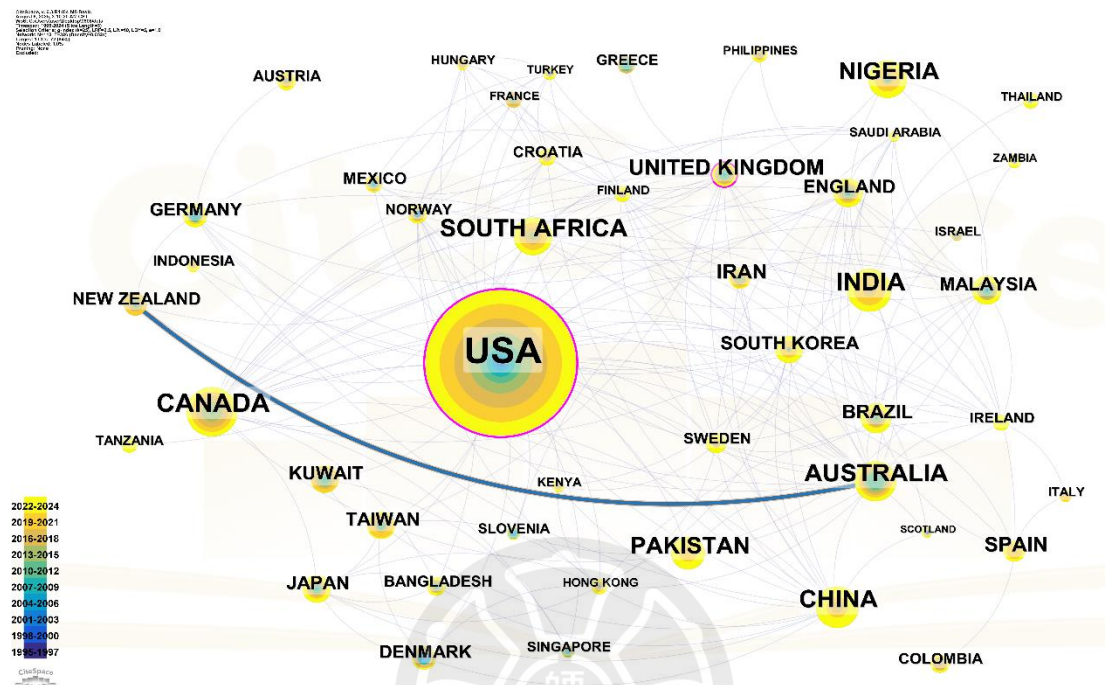 HUNGARY
TURKEY
GREECE
PHILIPPINES
NIGERIA
AUSTRIA
FRANCE
THAILAND
SAUDI ARABIA
CROATIA
UNITED KINGDOM
ZAMBIA
MEXICO
FINLAND
ENGLAND
GERMANY
NORWAY
SOUTH AFRICA
ISRAEL
INDONESIA
IRAN
INDIA
MALAYSIA
NEW ZEALAND
USA
SOUTH KOREA
CANADA
BRAZIL
IRELAND
TANZANIA
SWEDEN
KUWAIT
KENYA
AUSTRALIA
ITALY
TAIWAN
SLOVENIA
SCOTLAND
PAKISTAN
SPAIN
JAPAN
BANGLADESH
HONG KONG
CHINA
DENMARK
SINGAPORE
COLOMBIA
2022-2024
2019-2021
2016-2018
2013-2015
2010-2012
2007-2009
2004-2006
2001-2003
1998-2000
1995-1997
CiteSpace